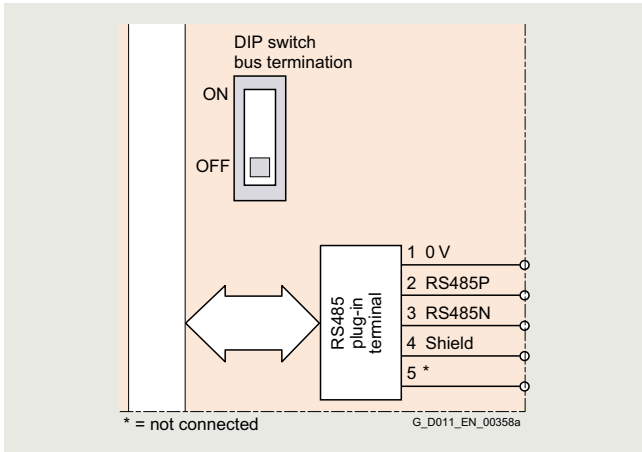 DIP switch
bus termination
ON
OFF
RS485
plug-in
terminal
1 0 V
2 RS485P
3 RS485N
4 Shield
5 *
* = not connected
G_D011_EN_00358a